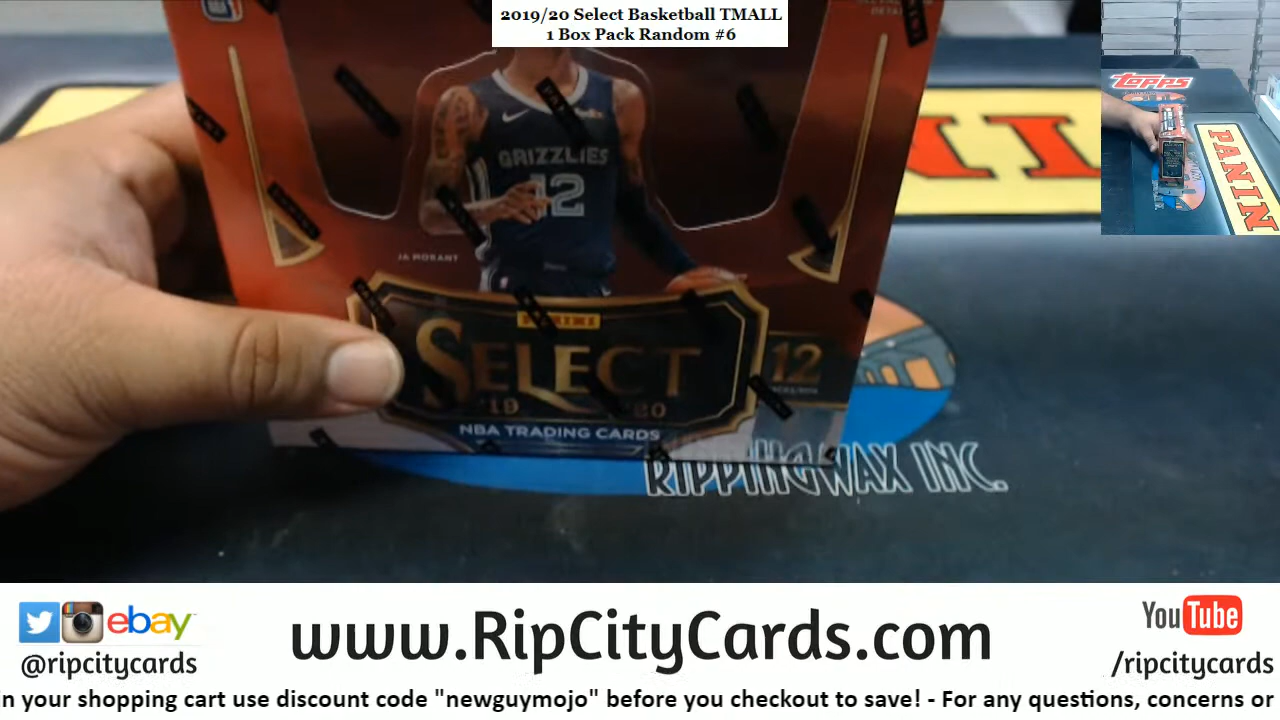 2019/20 Select Basketball TMALL
1 Box Pack Random #6
GRIZZLIES
12
JA MORANT
PANINI
SELECT
12
19 20
NBA TRADING CARDS
RIPPINGWAX INC.
Topps
PANINI
ebay
@ripcitycards
www.RipCityCards.com
YouTube
/ripcitycards
n your shopping cart use discount code "newguymojo" before you checkout to save! - For any questions, concerns or